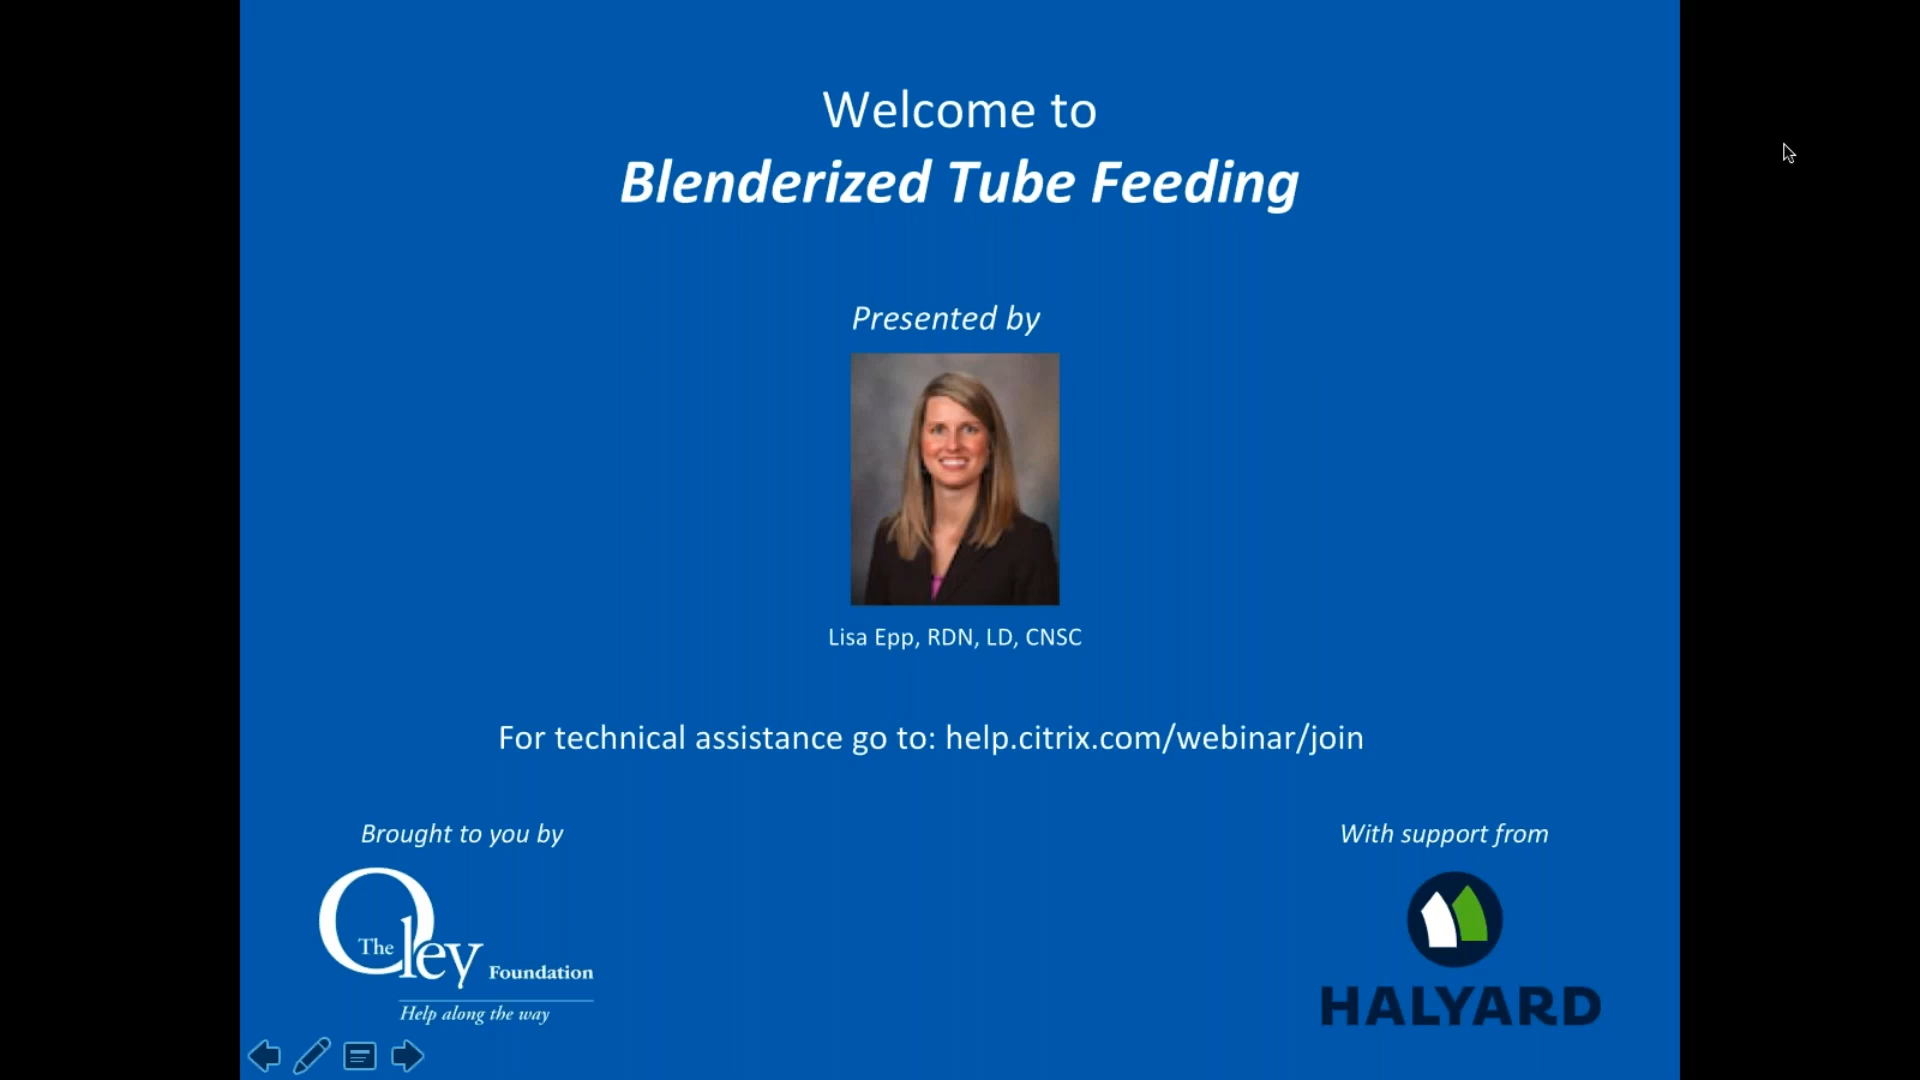 Welcome to
Blenderized Tube Feeding
Presented by
Lisa Epp, RDN, LD, CNSC
For technical assistance go to: help.citrix.com/webinar/join
Brought to you by
With support from
The Oley Foundation
Help along the way
HALYARD